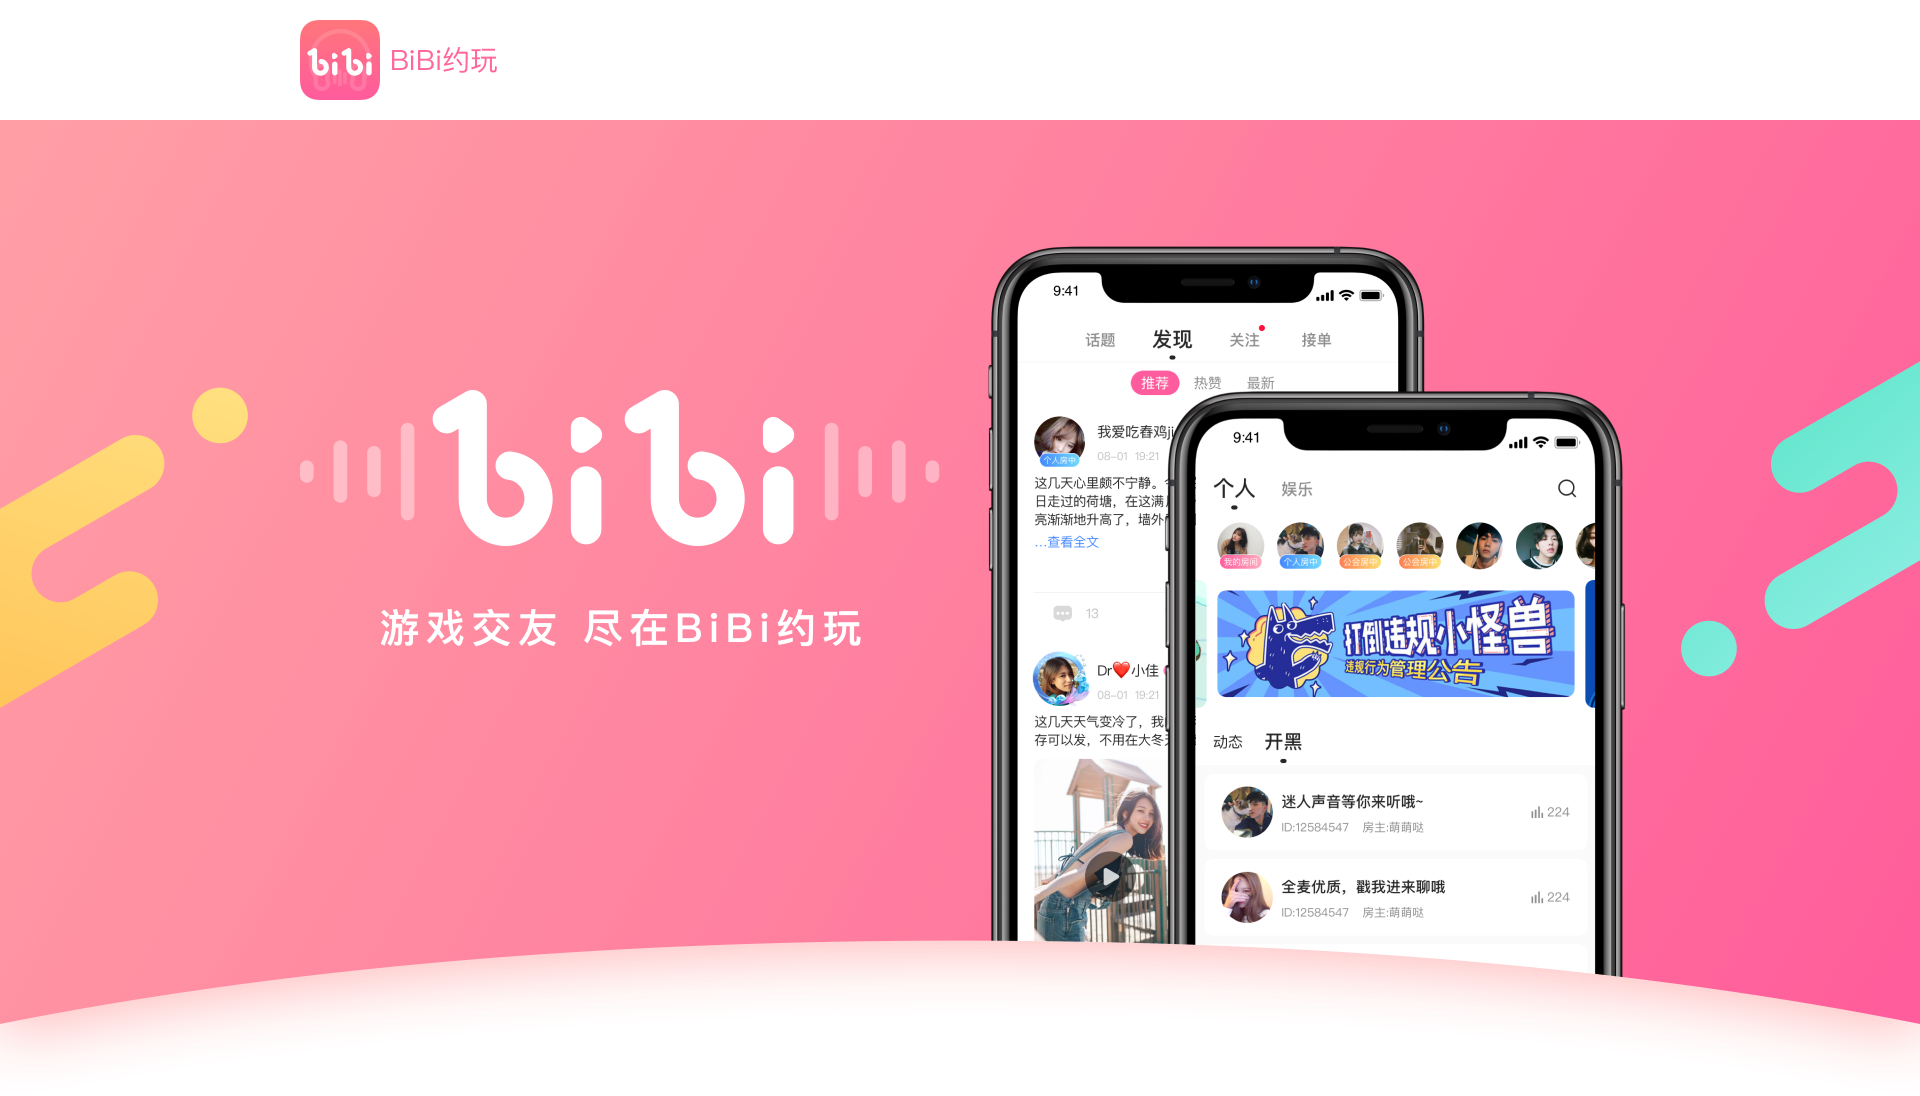 bibi
BiBi约玩
bibi
游戏交友 尽在BiBi约玩
9:41
话题 发现 关注 接单
推荐 热赞 最新
我爱吃春鸡ji
个人房中
08-01 19:21
这几天心里颇不宁静。
日走过的荷塘，在这满
亮渐渐地升高了，墙外
...查看全文
13
Dr❤️小佳
08-01 19:21
这几天天气变冷了，我
存可以发，不用在大冬天
9:41
个人 娱乐
我的房间 个人房中 公会房中 公会房中
打倒违规小怪兽
违规行为管理公告
动态 开黑
迷人声音等你来听哦~
ID:12584547 房主:萌萌哒
224
全麦优质，戳我进来聊哦
ID:12584547 房主:萌萌哒
224